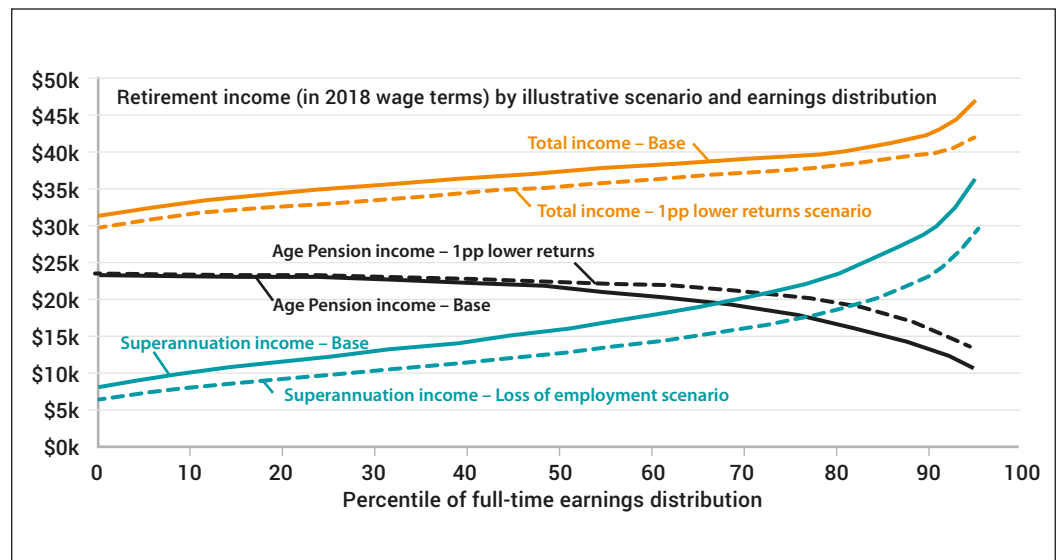 Retirement income (in 2018 wage terms) by illustrative scenario and earnings distribution
$50k
$45k
$40k
$35k
$30k
$25k
$20k
$15k
$10k
$5k
$0k
Total income – Base
Total income – 1pp lower returns scenario
Age Pension income – 1pp lower returns
Age Pension income – Base
Superannuation income – Base
Superannuation income – Loss of employment scenario
0 10 20 30 40 50 60 70 80 90 100
Percentile of full-time earnings distribution